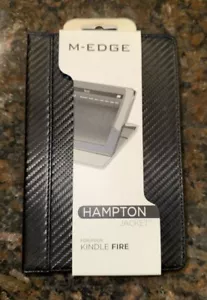 M-EDGE
HAMPTON
JACKET
KINDLE FIRE